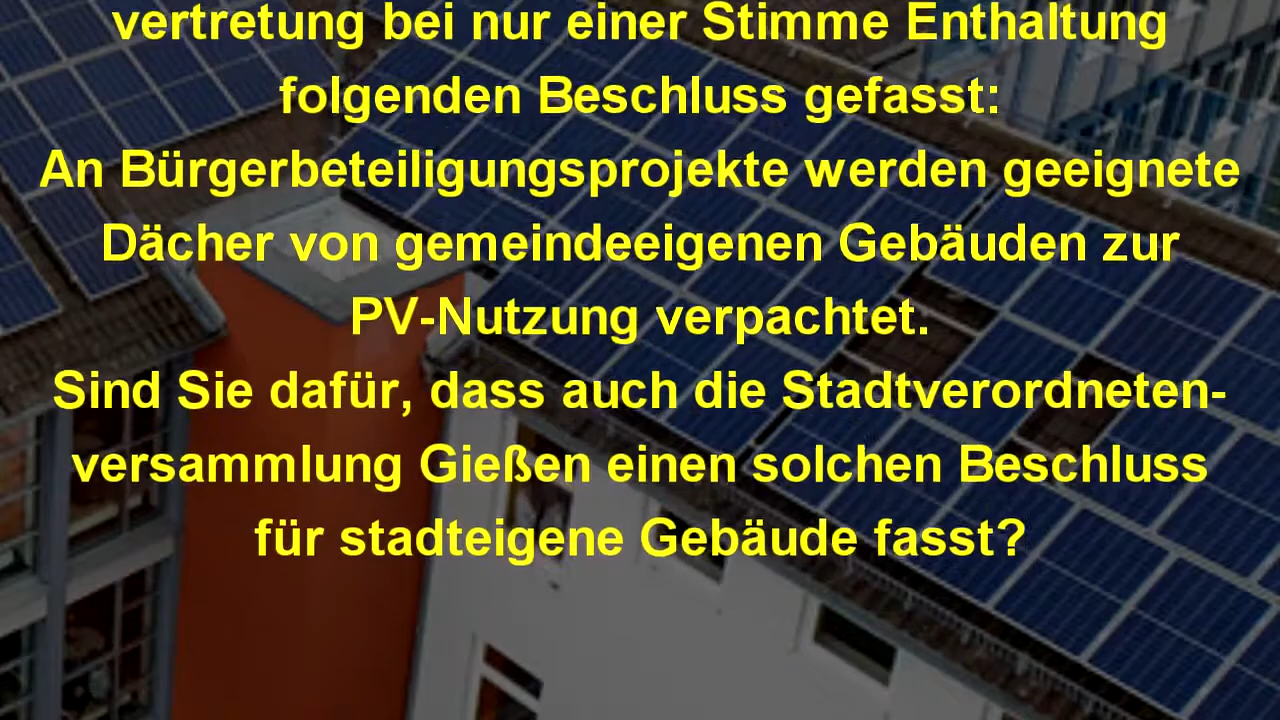 vertretung bei nur einer Stimme Enthaltung
folgenden Beschluss gefasst:
An Bürgerbeteiligungsprojekte werden geeignete
Dächer von gemeindeeigenen Gebäuden zur
PV-Nutzung verpachtet.
Sind Sie dafür, dass auch die Stadtverordneten-
versammlung Gießen einen solchen Beschluss
für stadteigene Gebäude fasst?